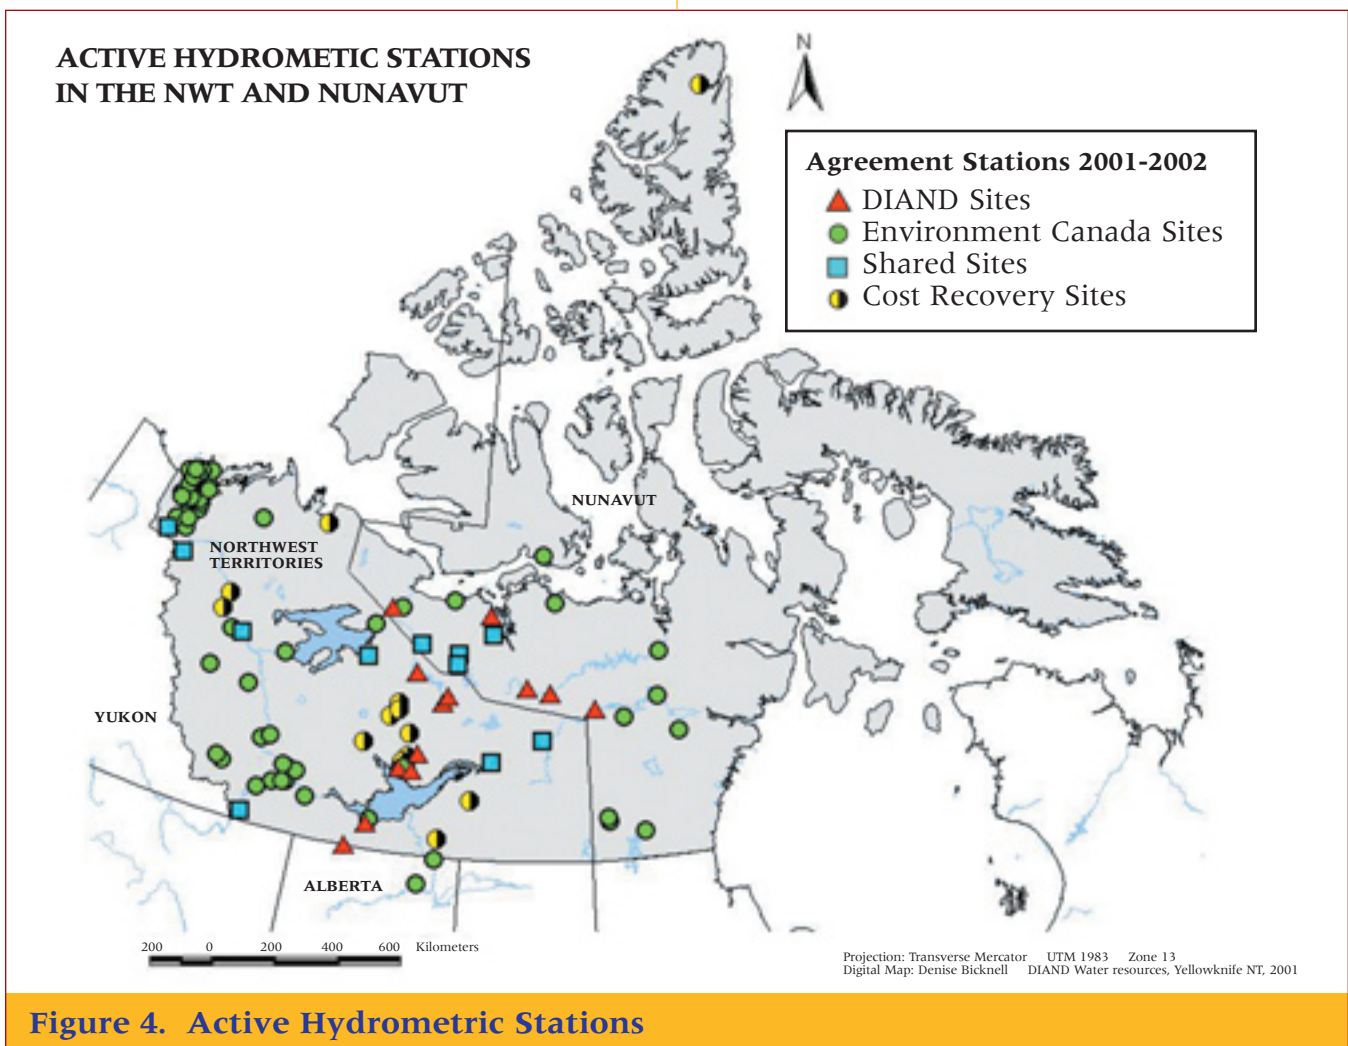 ACTIVE HYDROMETIC STATIONS
IN THE NWT AND NUNAVUT
N
Agreement Stations 2001-2002
DIAND Sites
Environment Canada Sites
Shared Sites
Cost Recovery Sites
NUNAVUT
NORTHWEST
TERRITORIES
YUKON
ALBERTA
200 0 200 400 600 Kilometers
Projection: Transverse Mercator UTM 1983 Zone 13
Digital Map: Denise Bicknell DIAND Water resources, Yellowknife NT, 2001
Figure 4. Active Hydrometric Stations